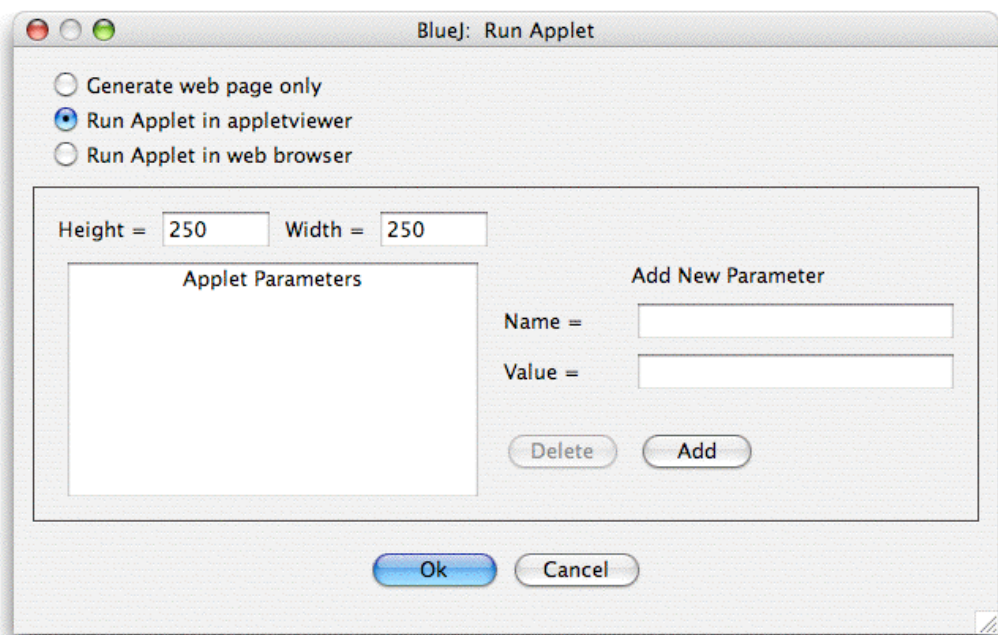 BlueJ: Run Applet
Generate web page only
Run Applet in appletviewer
Run Applet in web browser
Height = 250 Width = 250
Applet Parameters
Add New Parameter
Name =
Value =
Delete Add
Ok Cancel